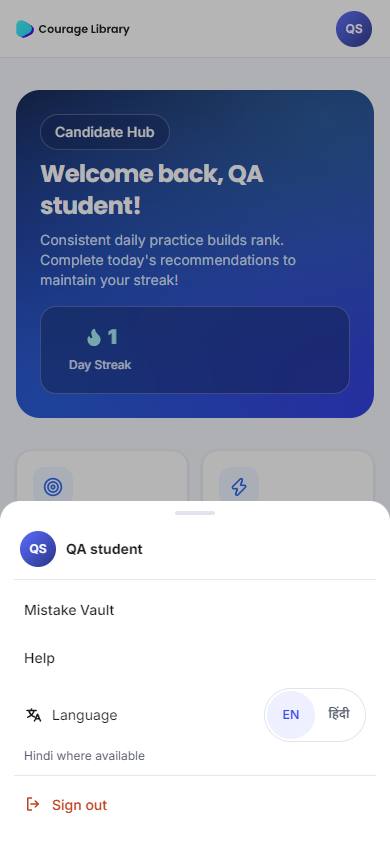 Courage Library
QS
Candidate Hub
Welcome back, QA
student!
Consistent daily practice builds rank.
Complete today's recommendations to
maintain your streak!
1
Day Streak
QS
QA student
Mistake Vault
Help
Language
EN
हिंदी
Hindi where available
Sign out